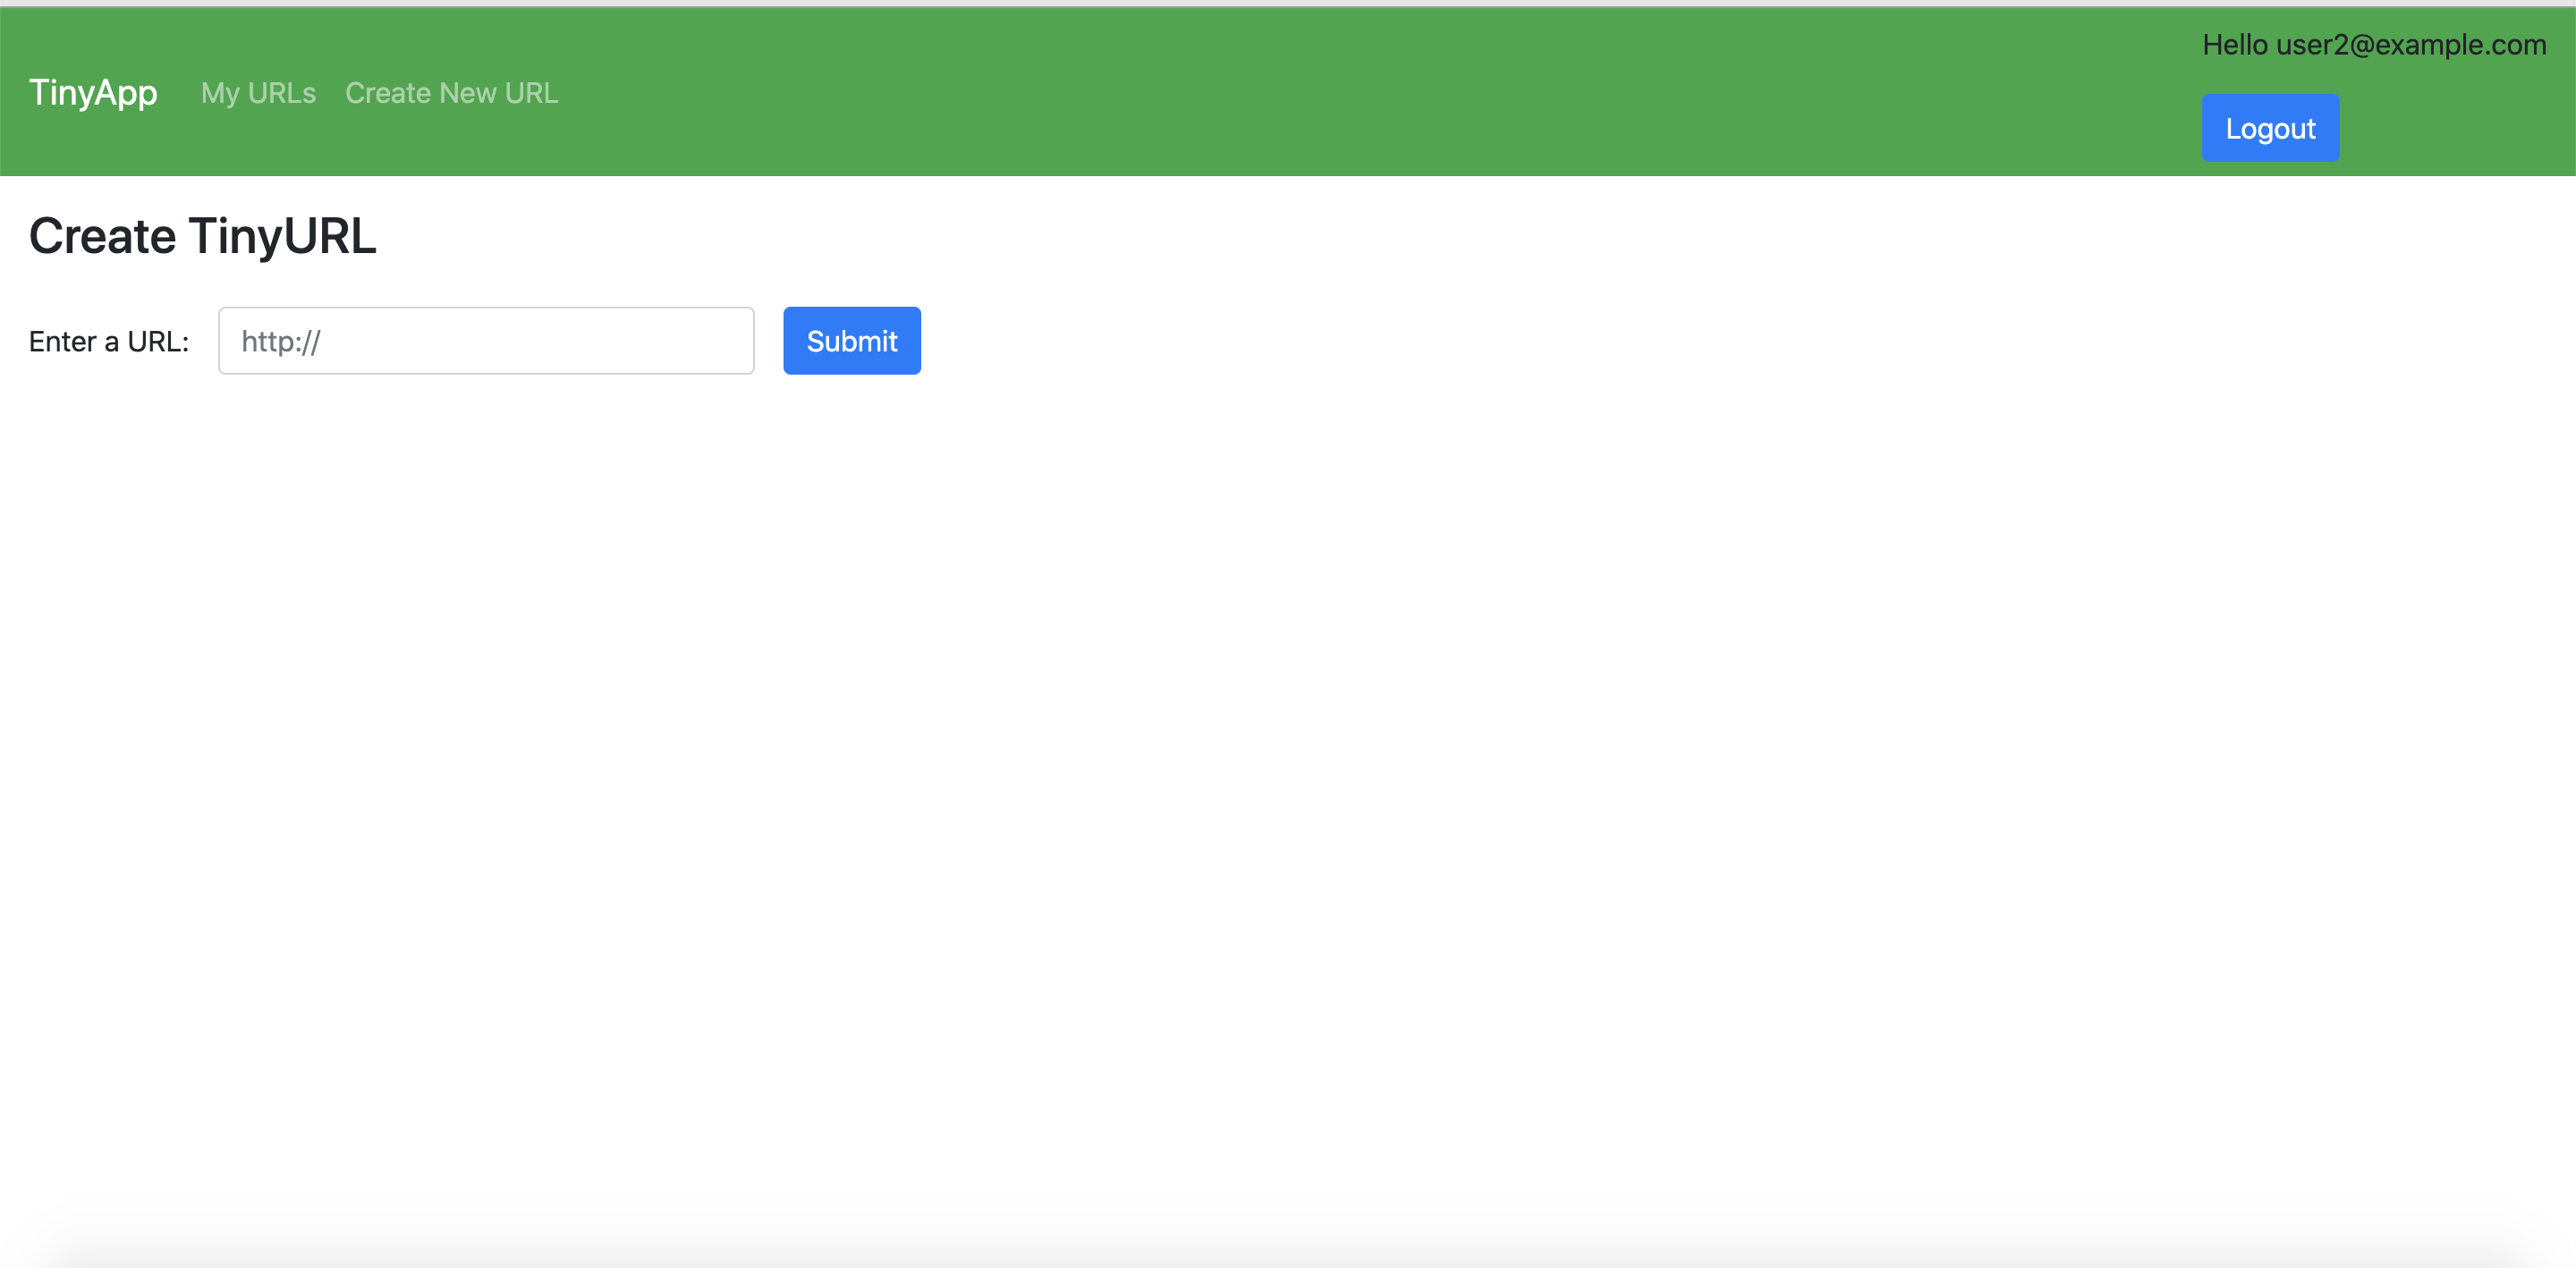 Hello user2@example.com
TinyApp My URLs Create New URL
Logout
Create TinyURL
Enter a URL: http:// Submit